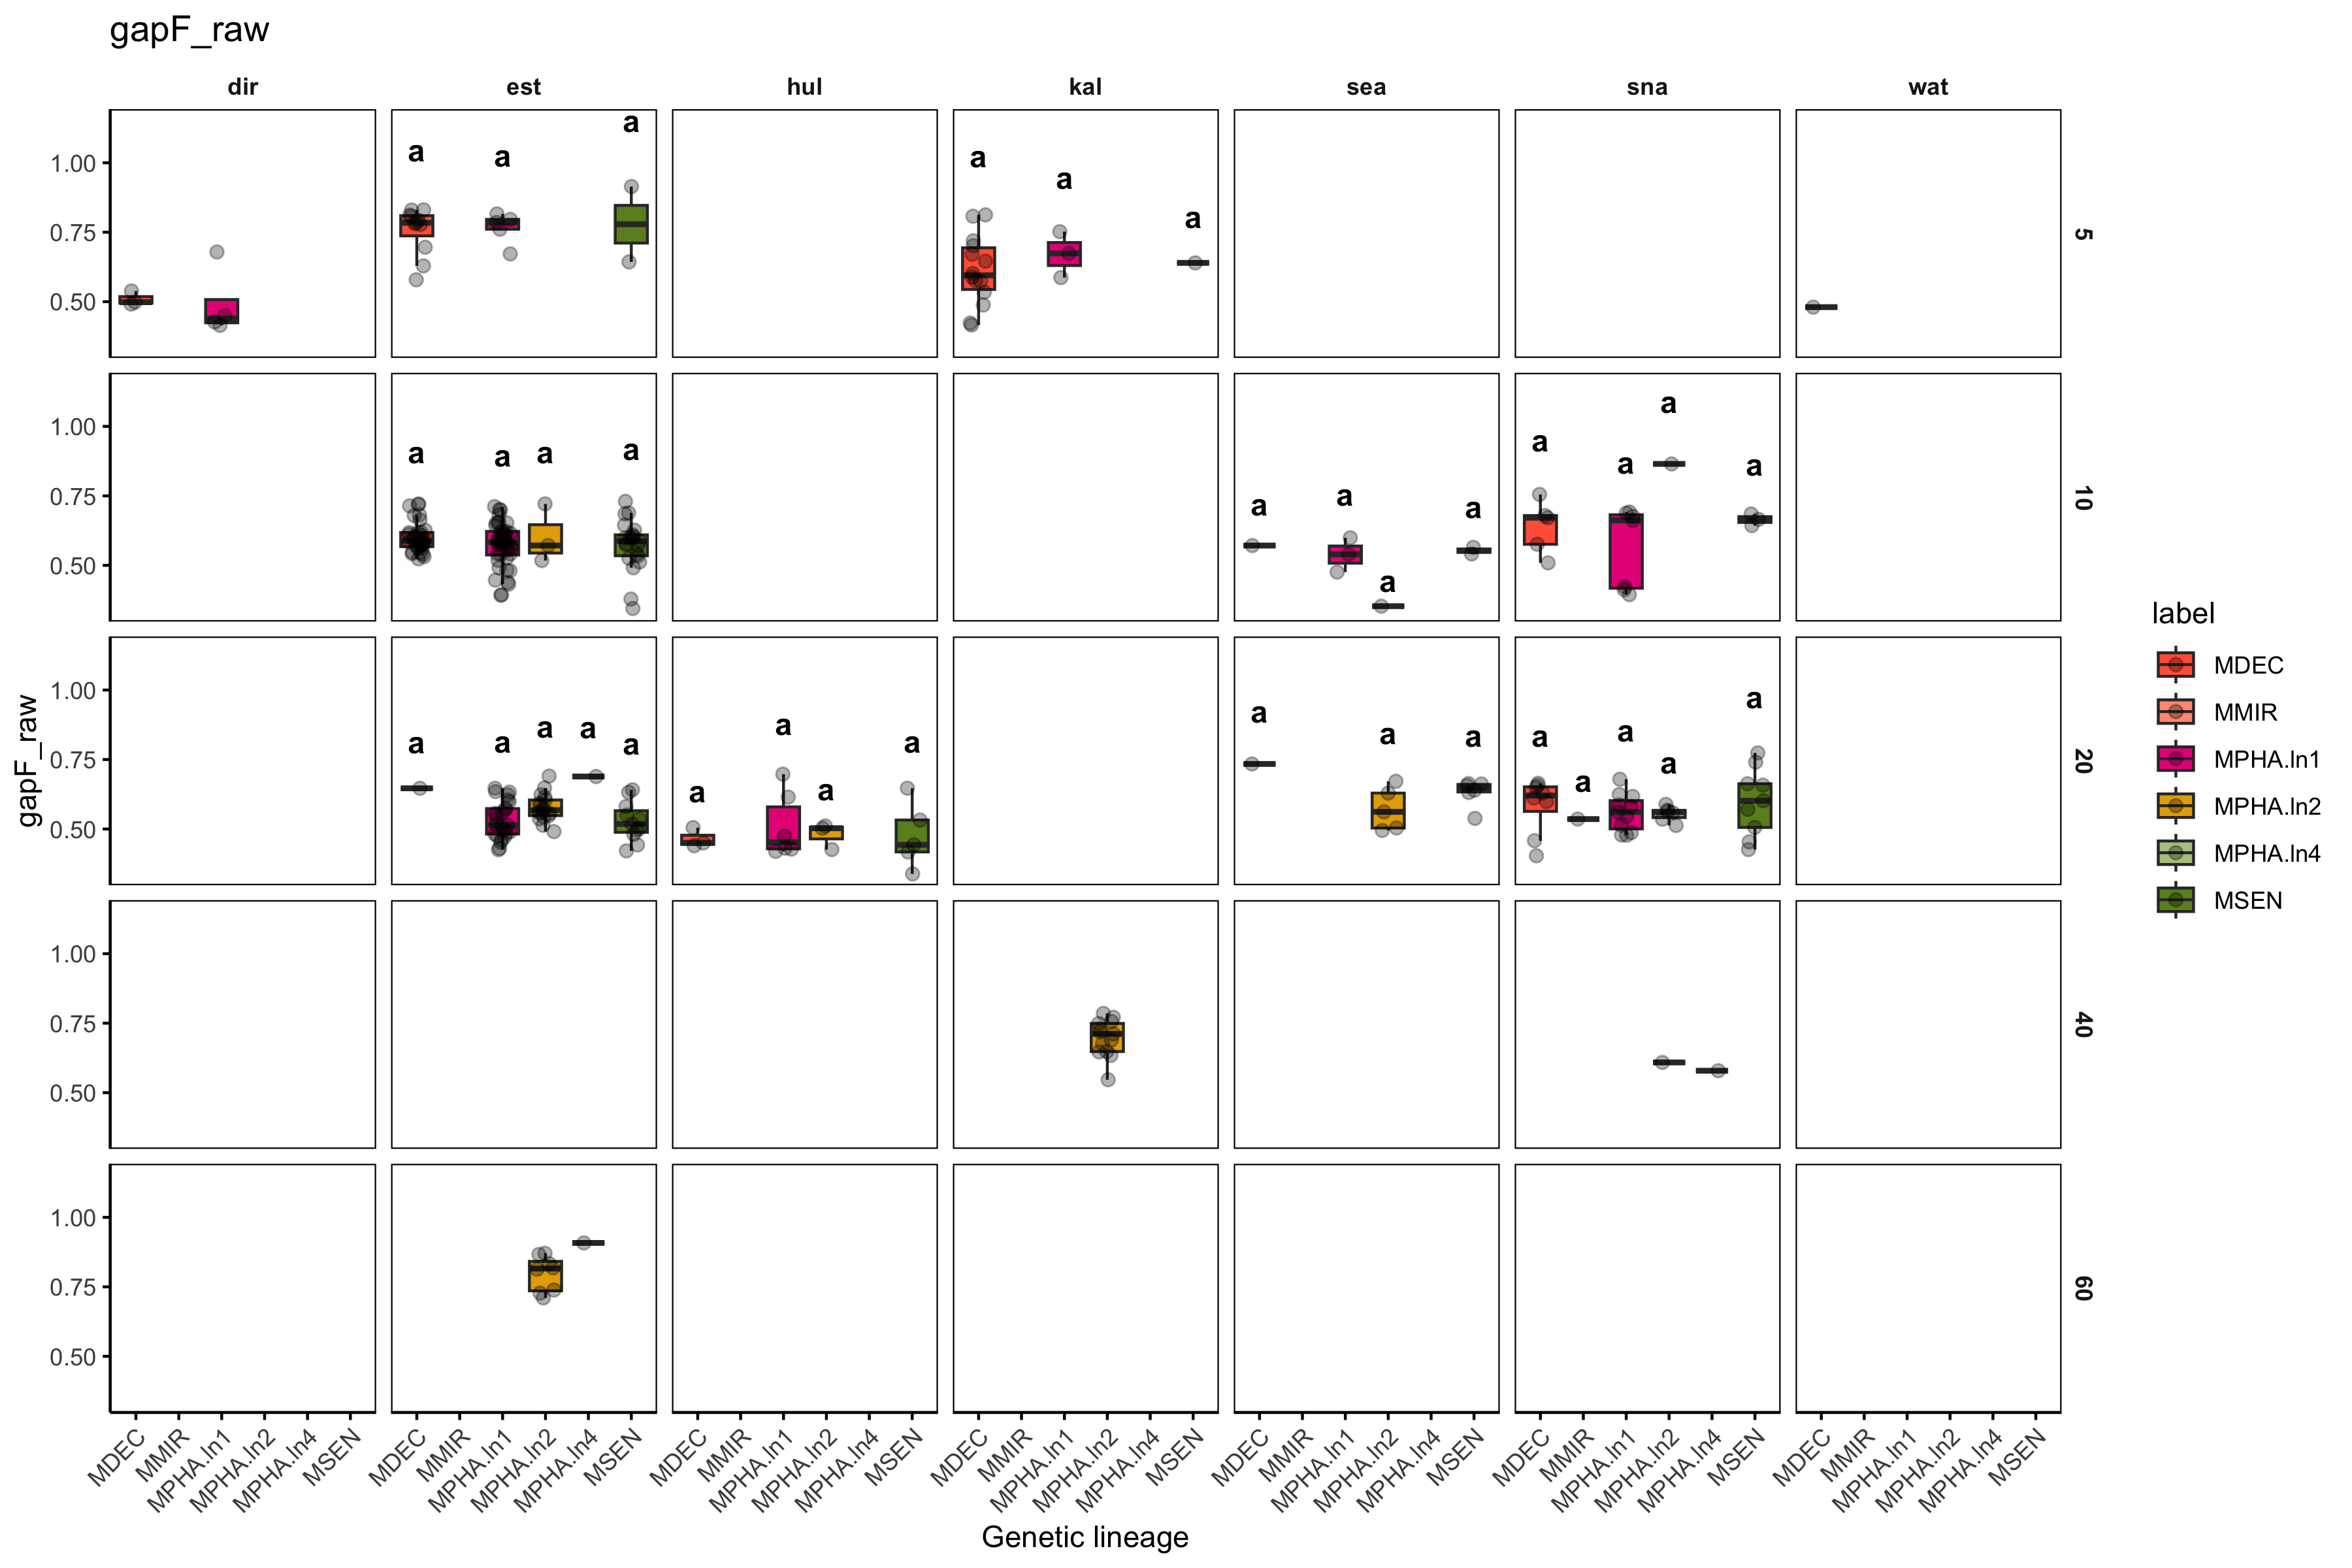 gapF_raw
dir est hul kal sea sna wat
a a a
1.00 a a a
0.75
0.50
5
a a a a
1.00 a a a a
0.75 a a a
0.50 a
10
a a a a a
1.00 a a a a
0.75 a a a a
0.50 a a a a
20
1.00
0.75
0.50
40
1.00
0.75
0.50
60
gapF_raw
MDEC MMIR MPHA.ln1 MPHA.ln2 MPHA.ln4 MSEN
MDEC MMIR MPHA.ln1 MPHA.ln2 MPHA.ln4 MSEN
MDEC MMIR MPHA.ln1 MPHA.ln2 MPHA.ln4 MSEN
MDEC MMIR MPHA.ln1 MPHA.ln2 MPHA.ln4 MSEN
MDEC MMIR MPHA.ln1 MPHA.ln2 MPHA.ln4 MSEN
MDEC MMIR MPHA.ln1 MPHA.ln2 MPHA.ln4 MSEN
MDEC MMIR MPHA.ln1 MPHA.ln2 MPHA.ln4 MSEN
Genetic lineage
label
MDEC
MMIR
MPHA.ln1
MPHA.ln2
MPHA.ln4
MSEN